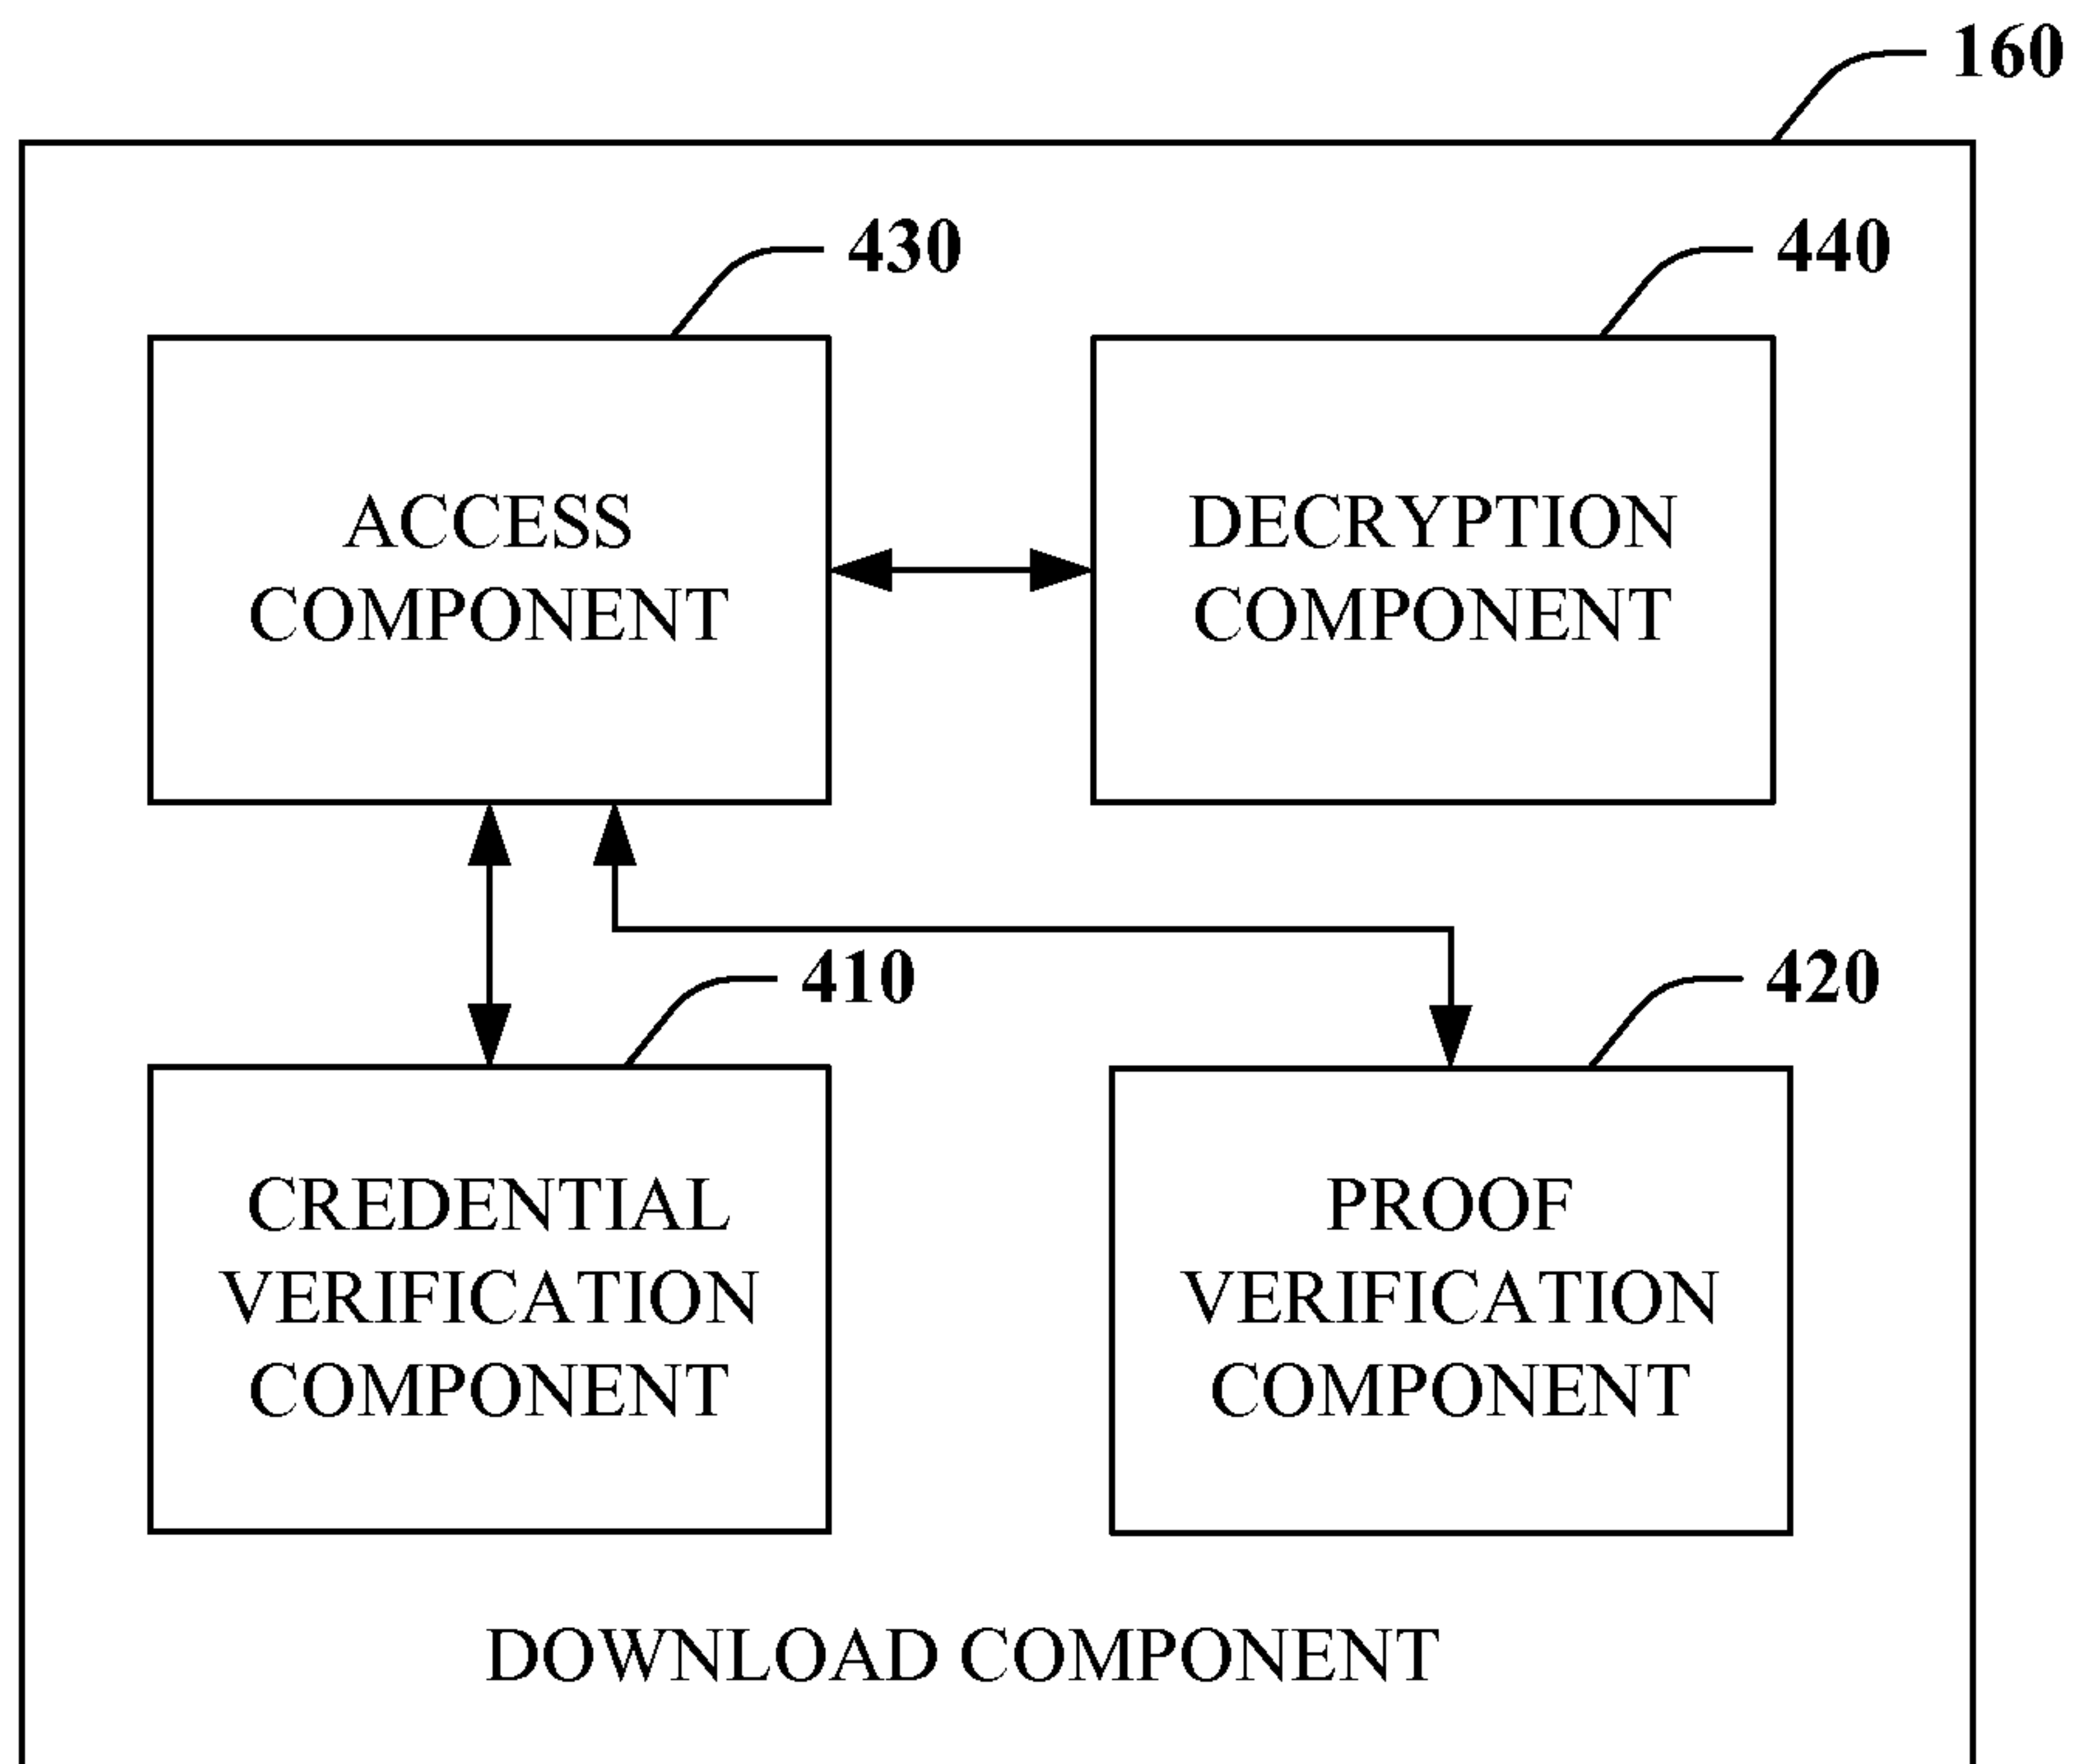 160
430
440
ACCESS
COMPONENT
DECRYPTION
COMPONENT
410
420
CREDENTIAL
VERIFICATION
COMPONENT
PROOF
VERIFICATION
COMPONENT
DOWNLOAD COMPONENT